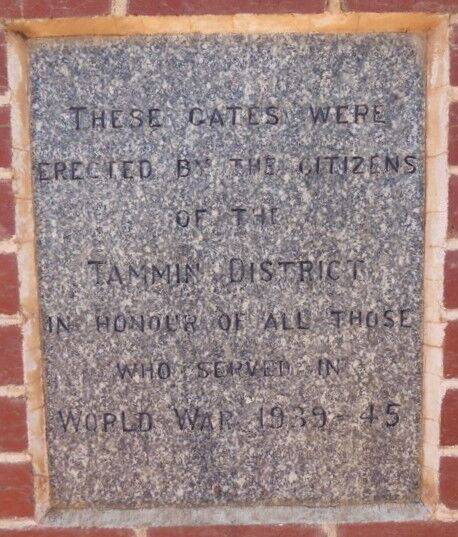 THESE GATES WERE
ERECTED BY THE CITIZENS
OF THE
TAMMIN DISTRICT
IN HONOUR OF ALL THOSE
WHO SERVED IN
WORLD WAR 1939-45